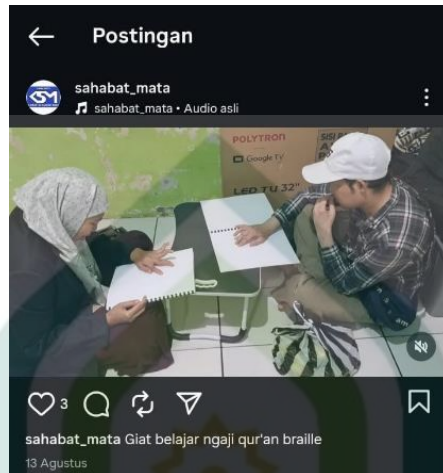 Postingan
sahabat_mata
sahabat_mata • Audio asli
POLYTRON
Google TV
LED TV 32"
3
sahabat_mata Giat belajar ngaji qur'an braille
13 Agustus